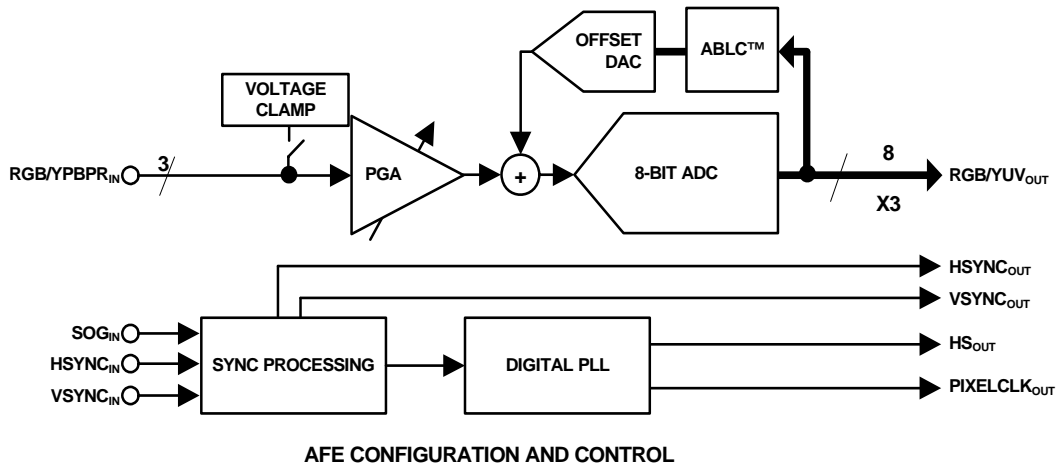 OFFSET
DAC
ABLC™
VOLTAGE
CLAMP
RGB/YPBPRIN
3
PGA
+
8-BIT ADC
8
X3
RGB/YUVOUT
HSYNCOUT
VSYNCOUT
SOGIN
HSYNCIN
VSYNCIN
SYNC PROCESSING
DIGITAL PLL
HSOUT
PIXELCLKOUT
AFE CONFIGURATION AND CONTROL